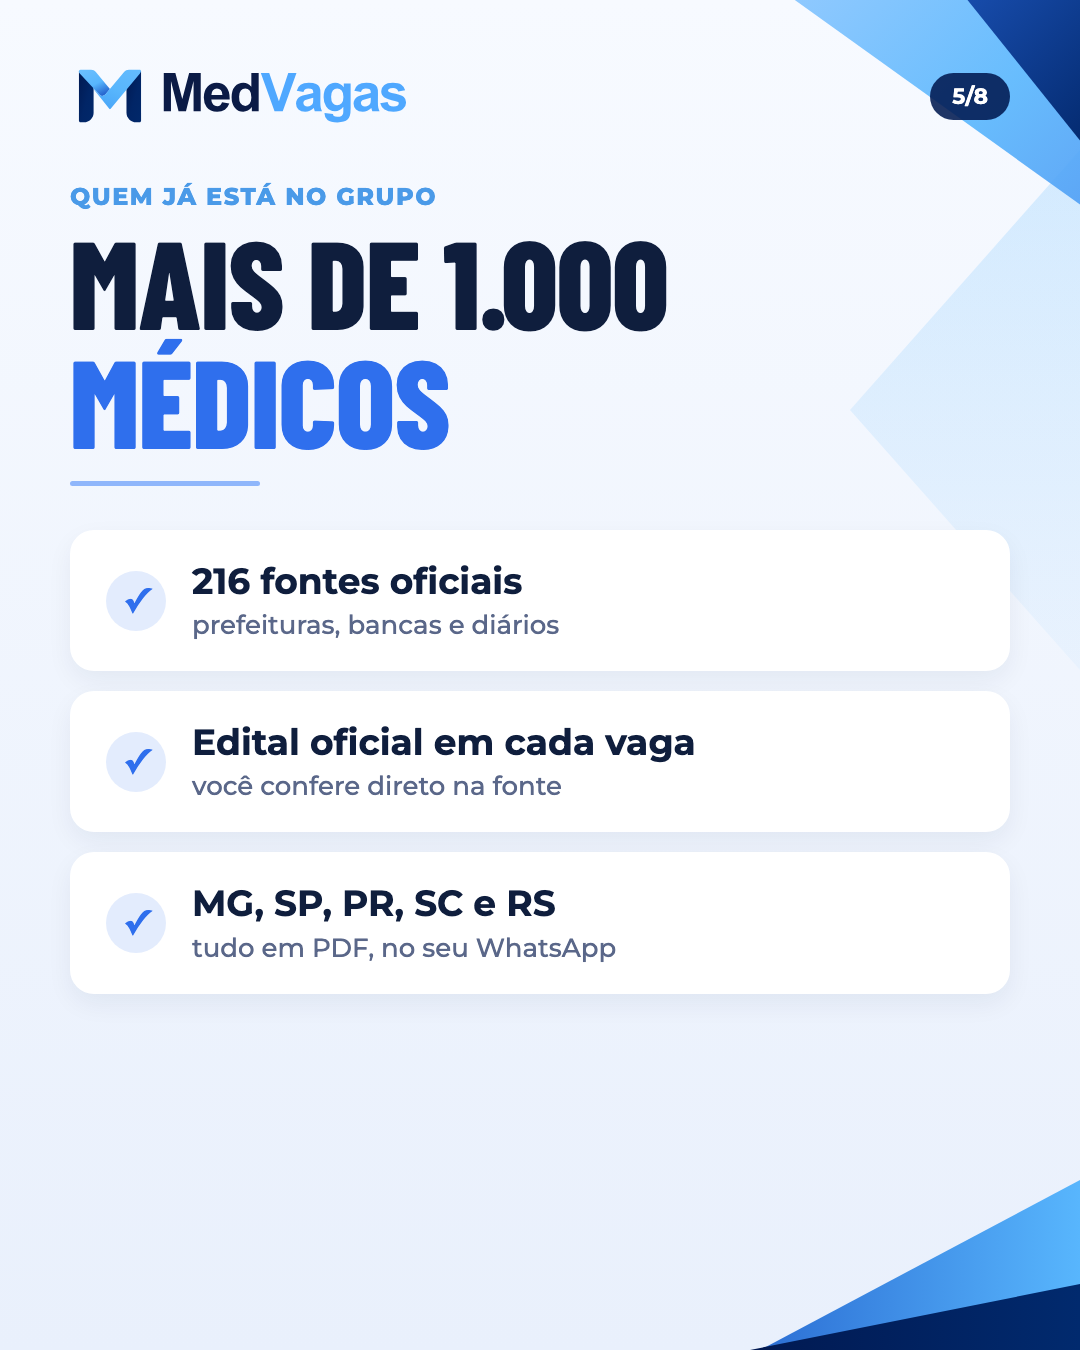 MedVagas
5/8
QUEM JÁ ESTÁ NO GRUPO
MAIS DE 1.000
MÉDICOS
216 fontes oficiais
prefeituras, bancas e diários
Edital oficial em cada vaga
você confere direto na fonte
MG, SP, PR, SC e RS
tudo em PDF, no seu WhatsApp